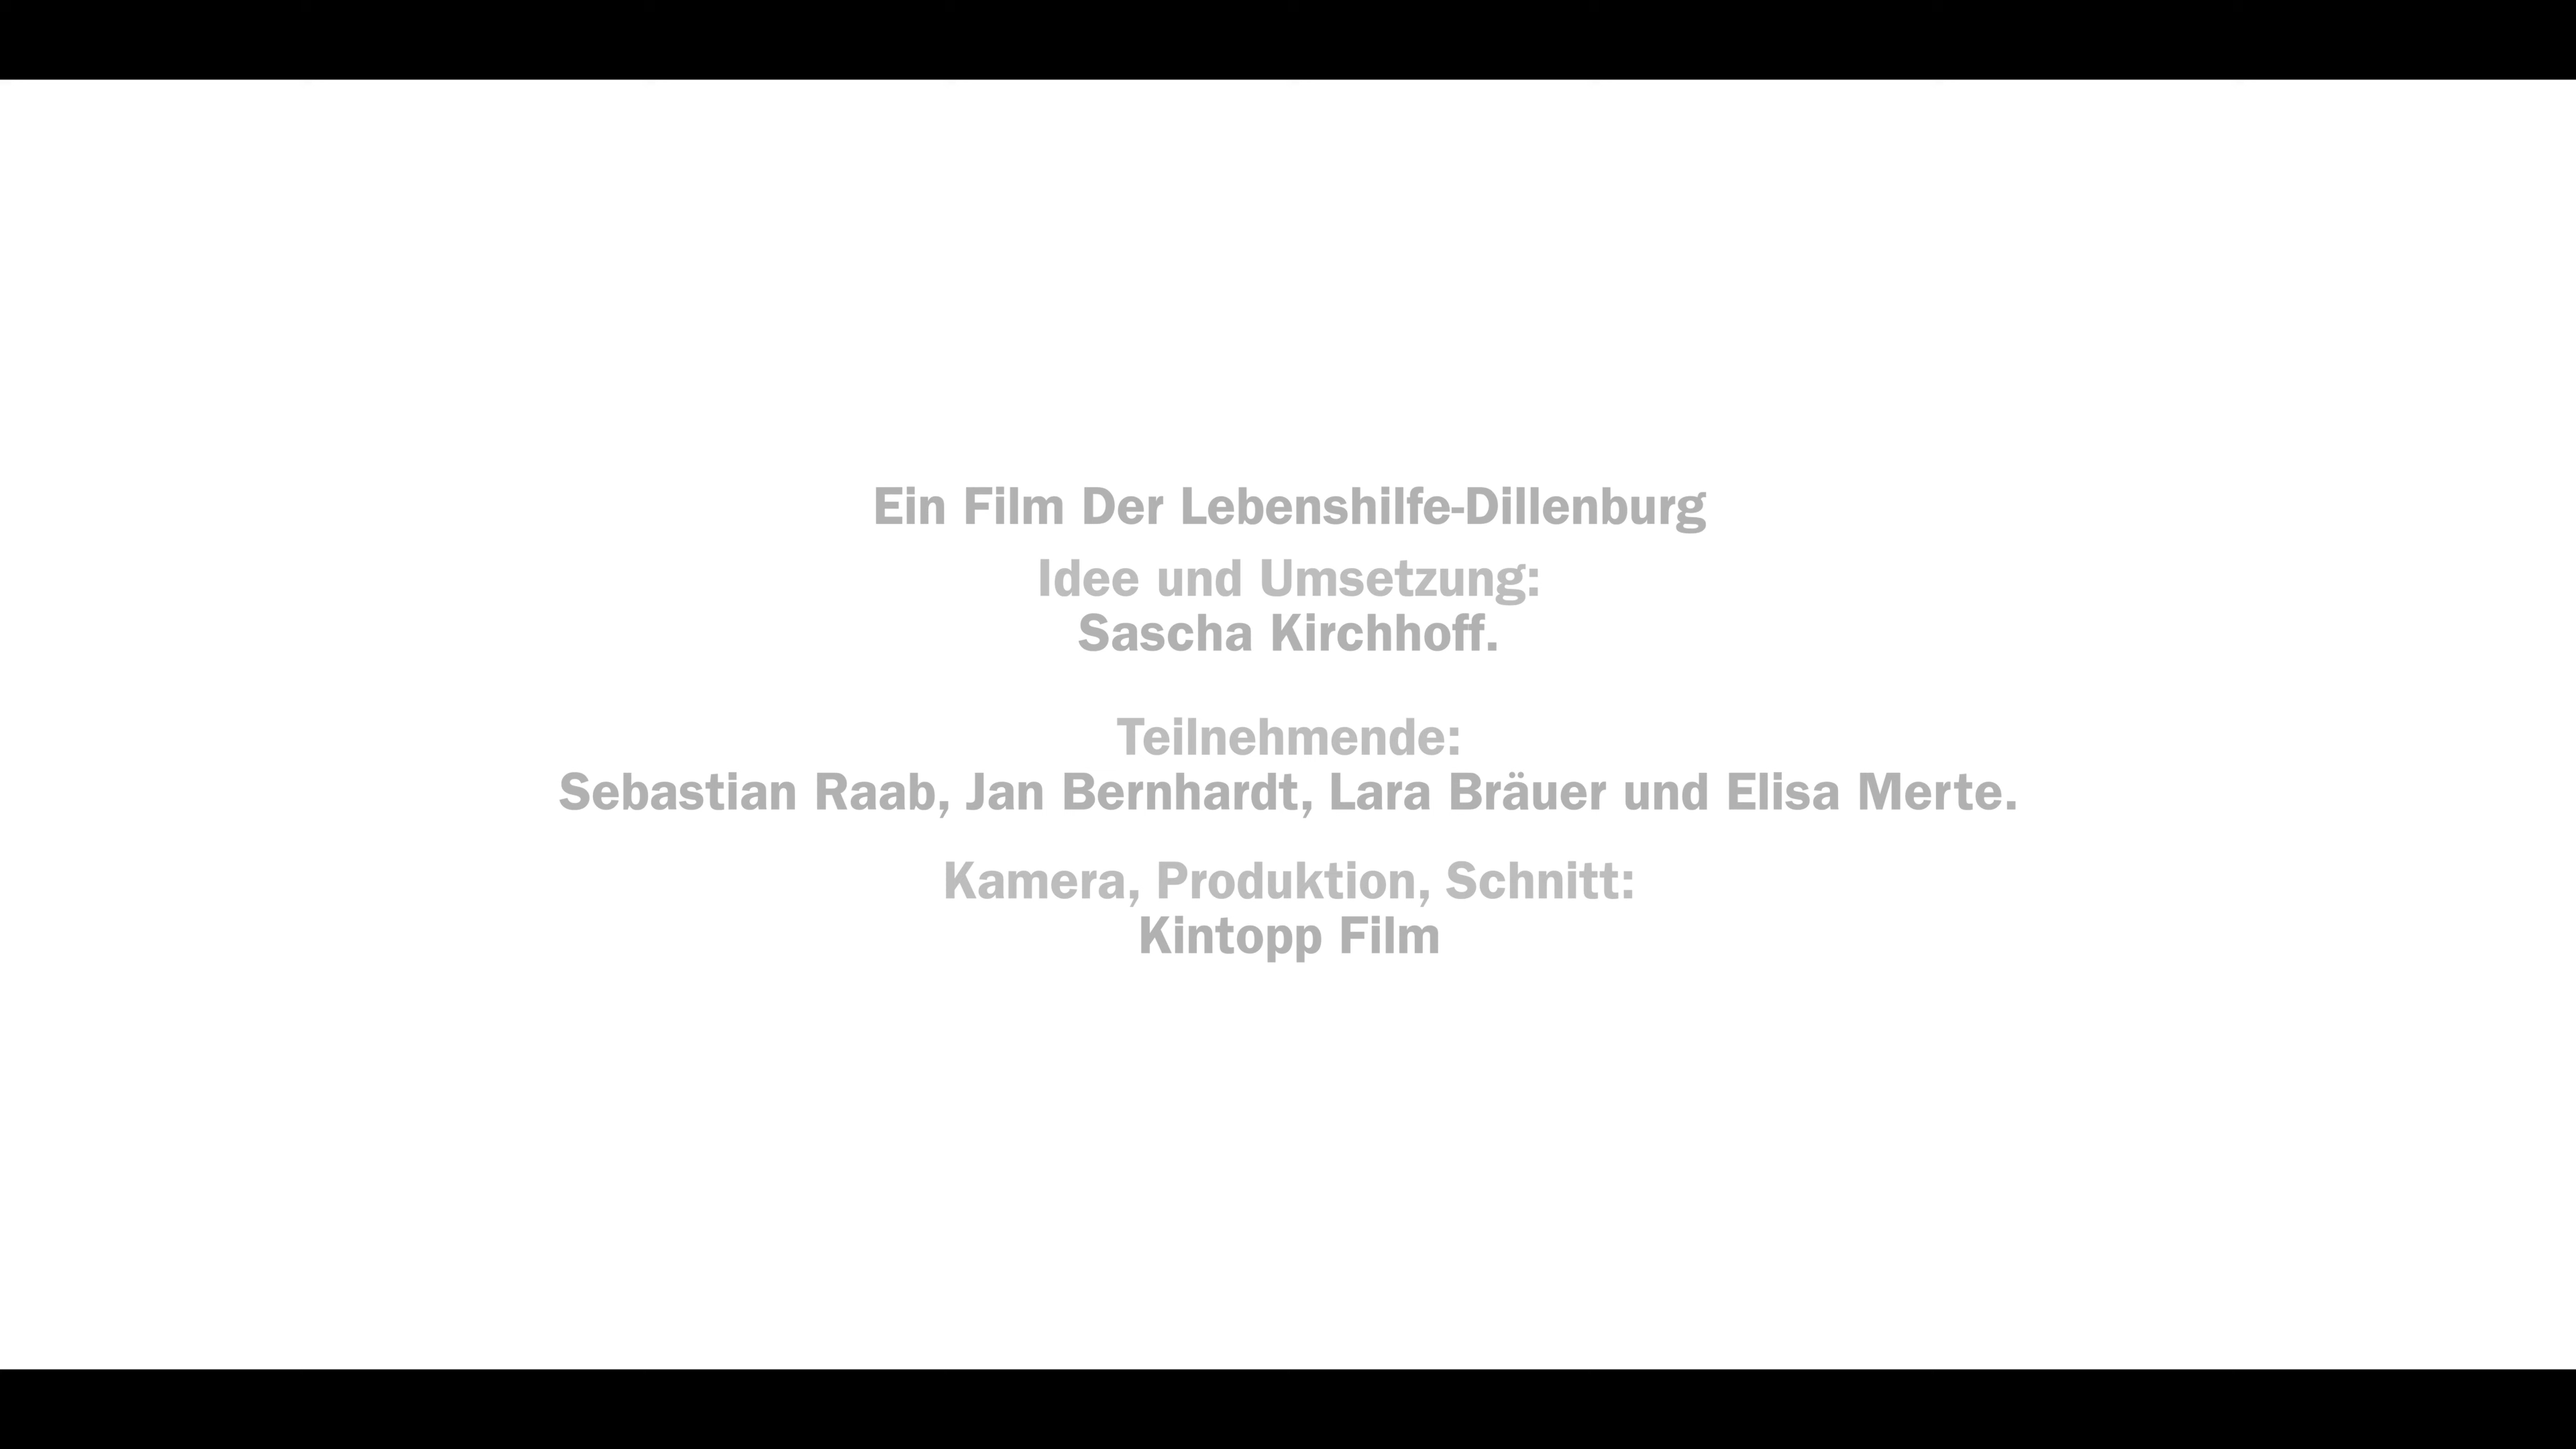 Ein Film Der Lebenshilfe-Dillenburg
Idee und Umsetzung:
Sascha Kirchhoff.
Teilnehmende:
Sebastian Raab, Jan Bernhardt, Lara Bräuer und Elisa Merte.
Kamera, Produktion, Schnitt:
Kintopp Film